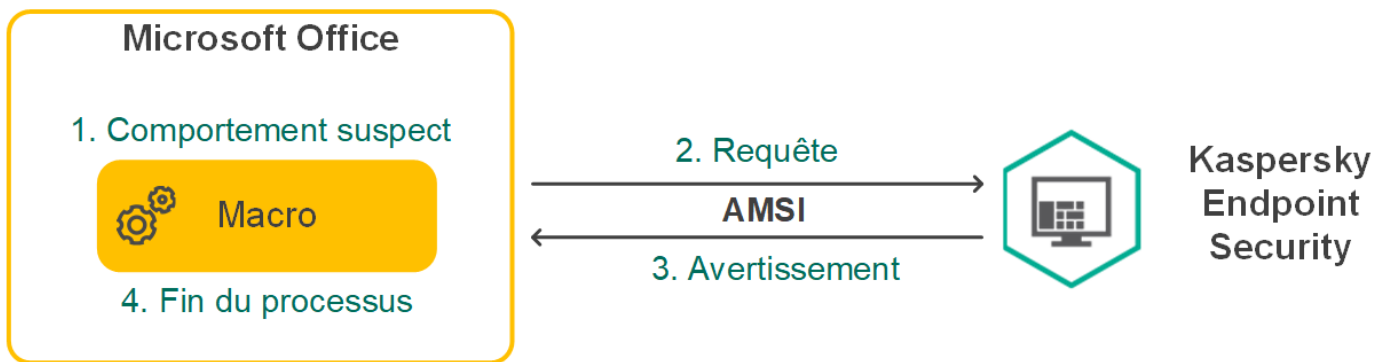 Microsoft Office
1. Comportement suspect
Macro
4. Fin du processus
2. Requête
AMSI
3. Avertissement
Kaspersky
Endpoint
Security